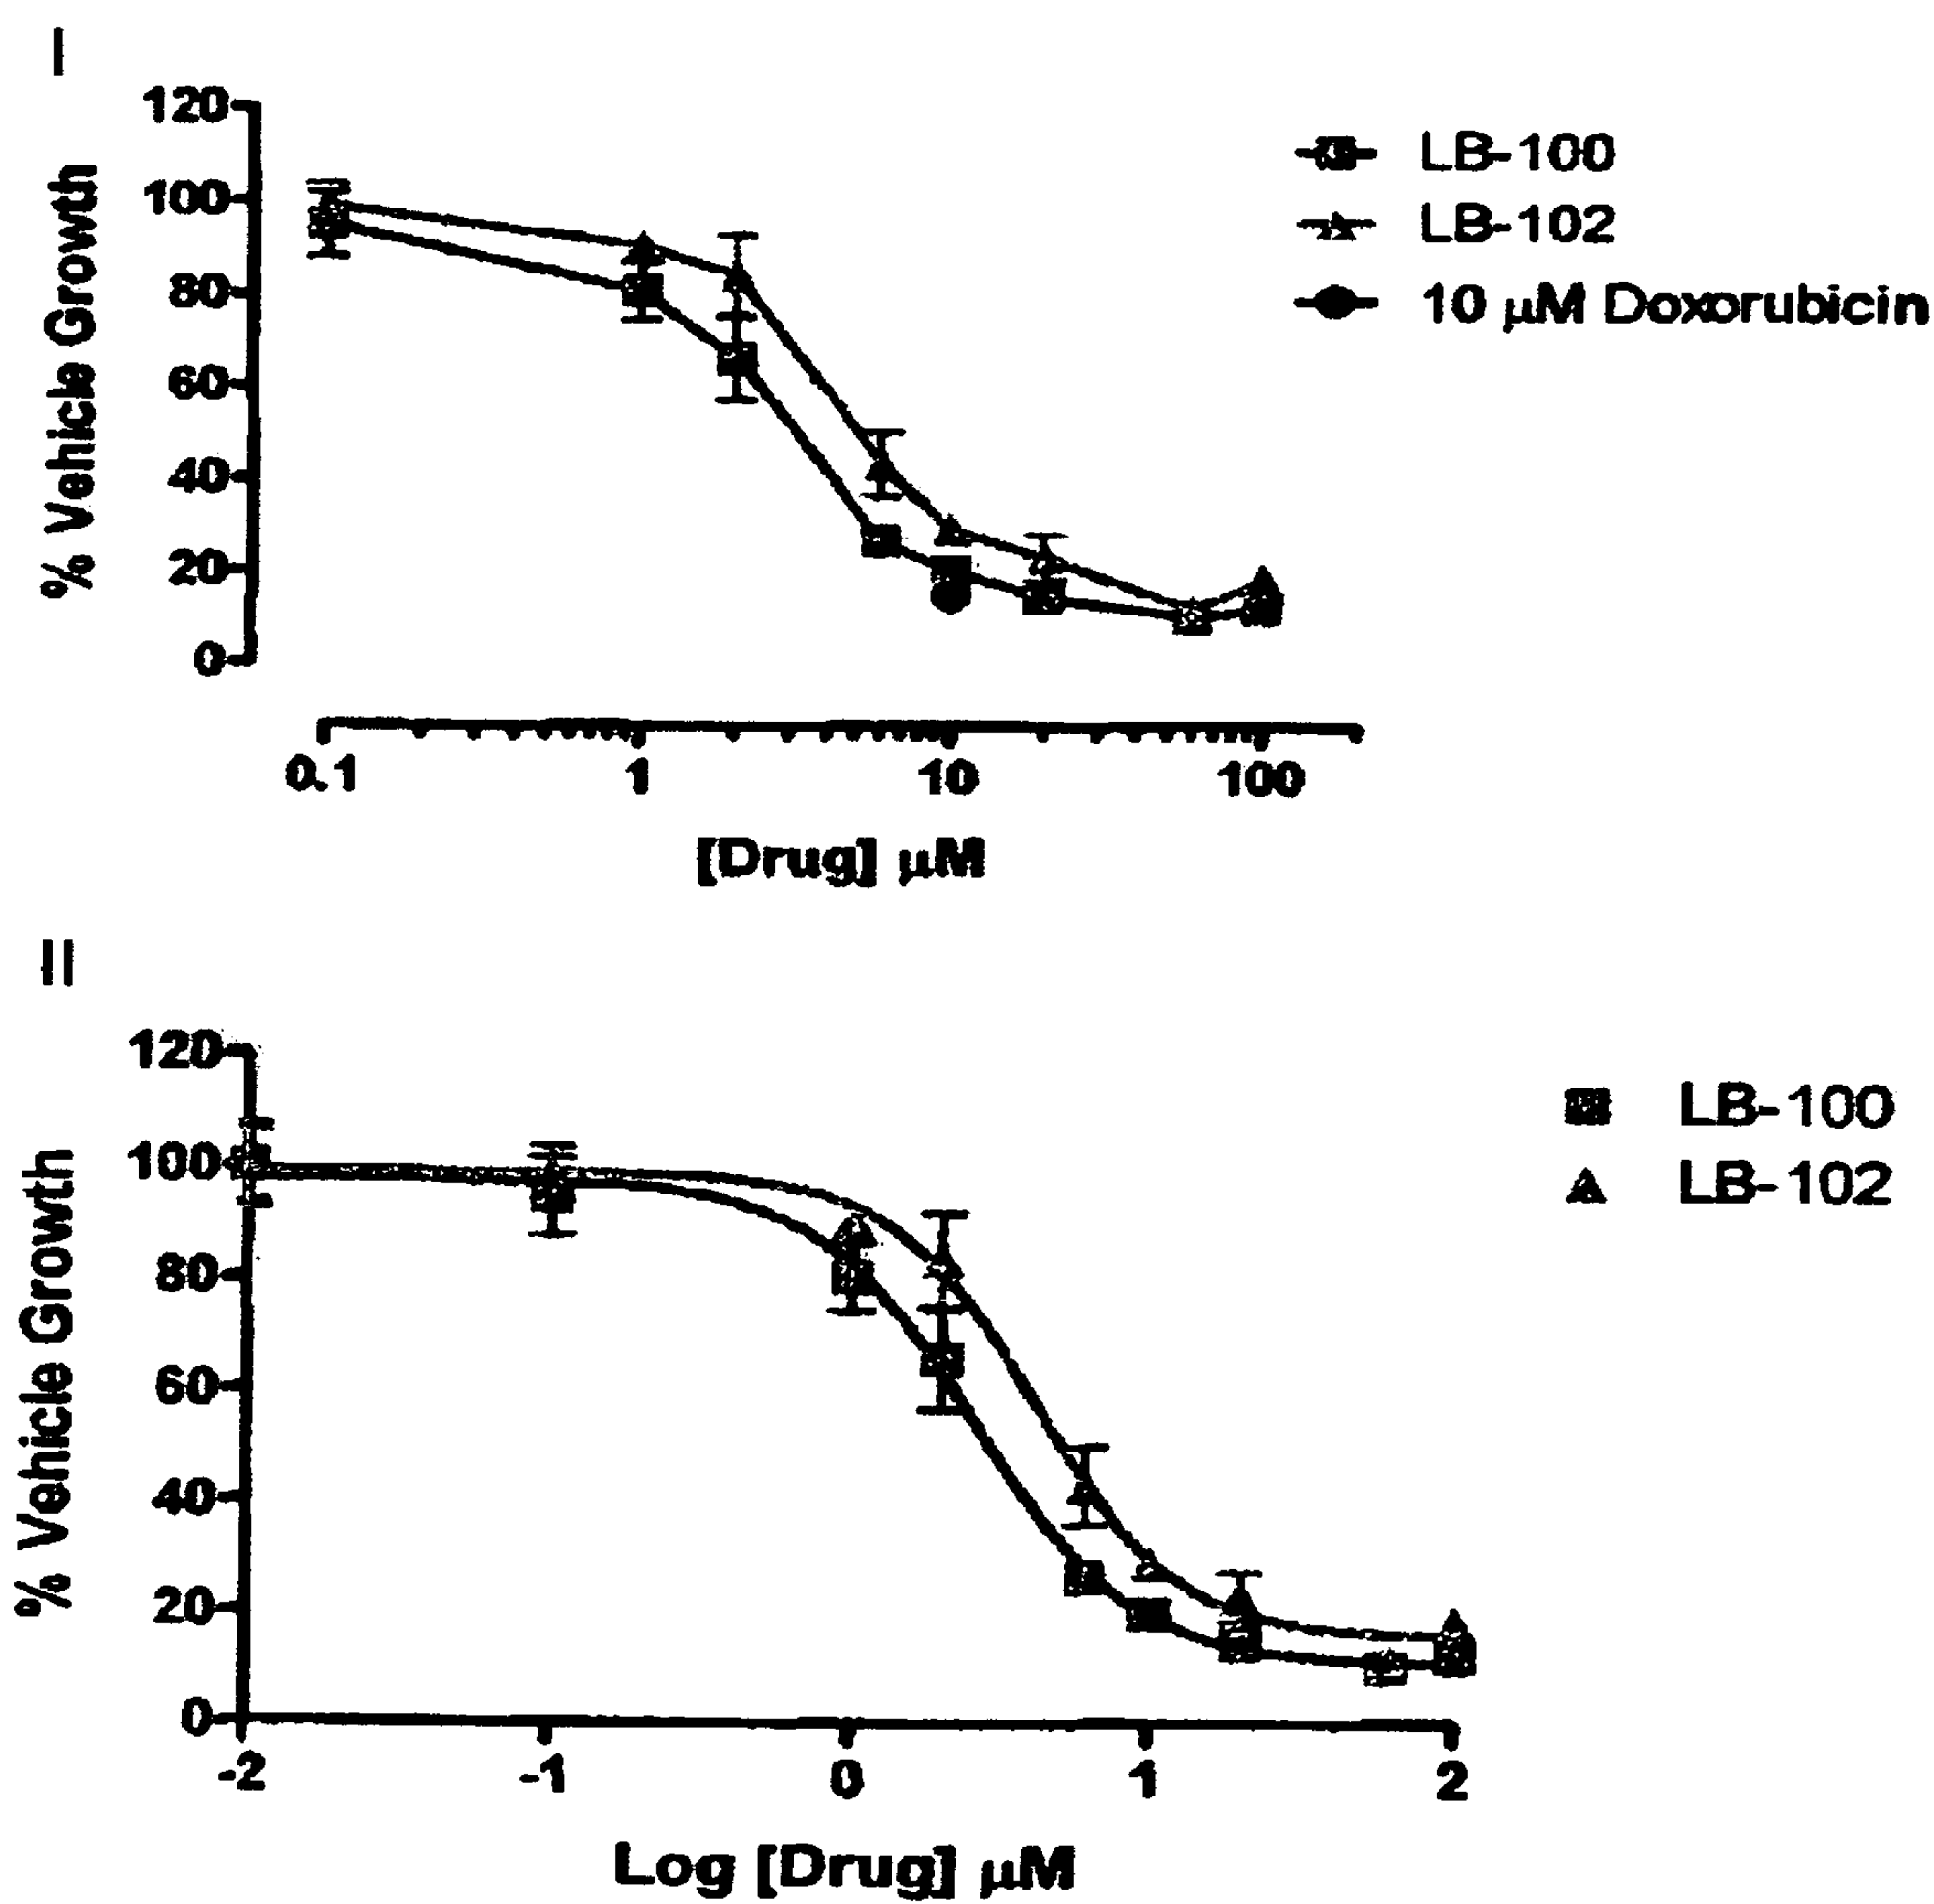 I
120
100
80
60
40
20
0
% Vehicle Growth
LB-100
LB-102
10 μM Doxorubicin
0.1 1 10 100
[Drug] μM
II
120
100
80
60
40
20
0
% Vehicle Growth
LB-100
LB-102
-2 -1 0 1 2
Log [Drug] μM